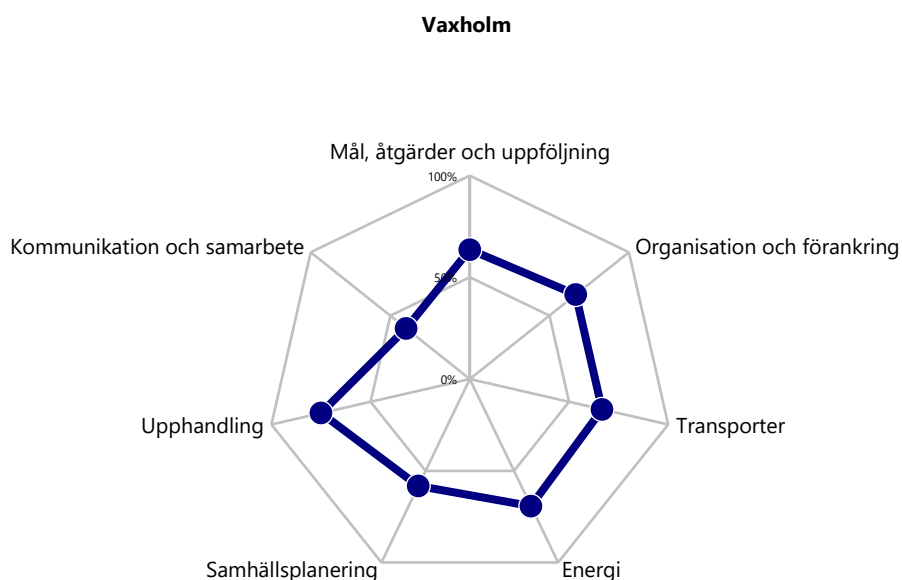 Vaxholm
Mål, åtgärder och uppföljning
100%
Kommunikation och samarbete
Organisation och förankring
50%
0%
Upphandling
Transporter
Samhällsplanering
Energi